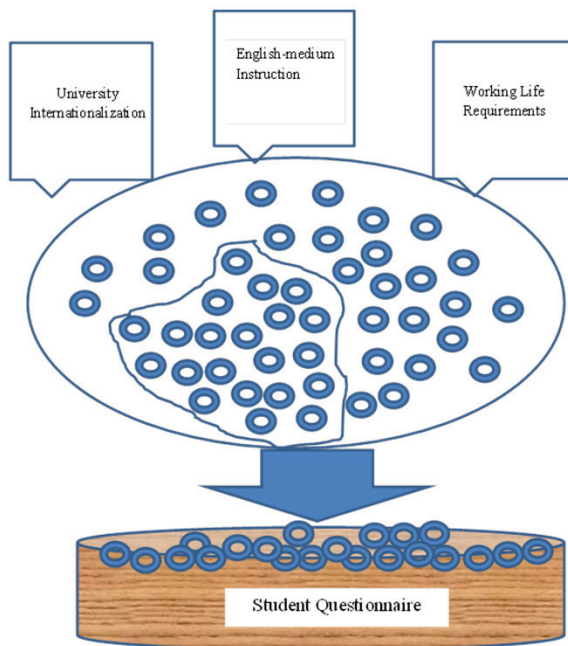 University
Internationalization
English-medium
Instruction
Working Life
Requirements
Student Questionnaire